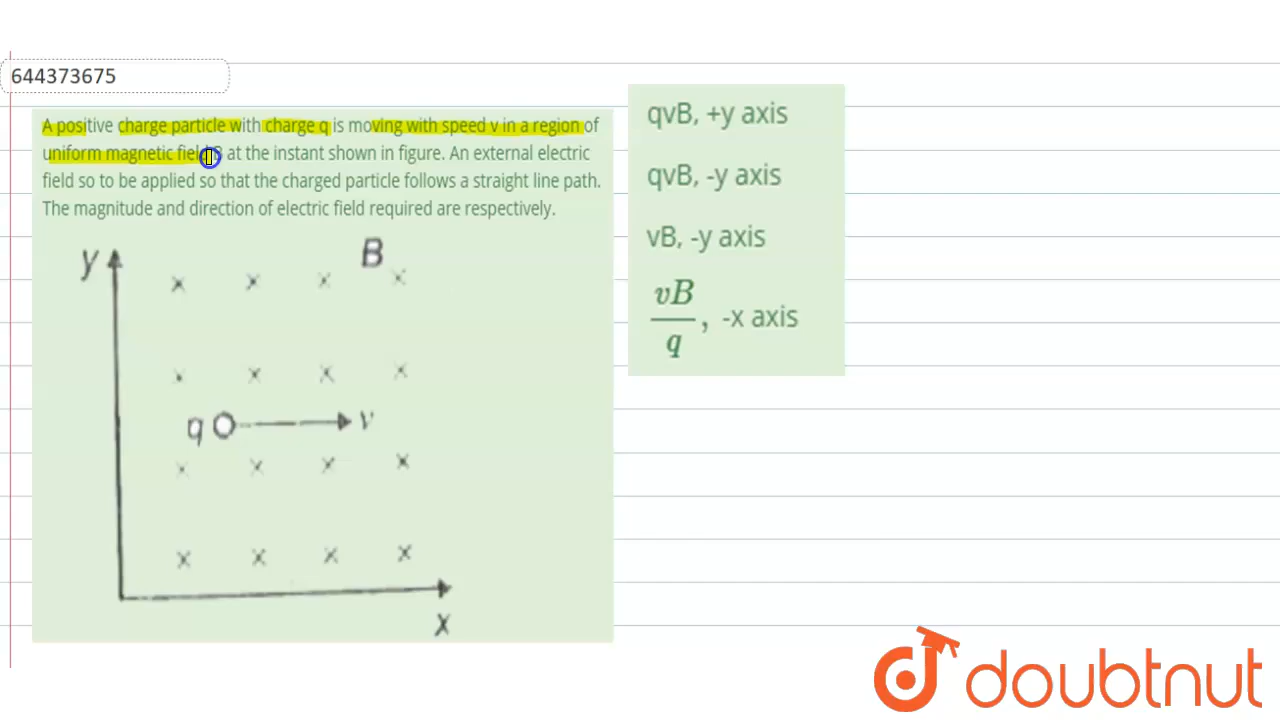 644373675
A positive charge particle with charge q is moving with speed v in a region of
uniform magnetic field B at the instant shown in figure. An external electric
field so to be applied so that the charged particle follows a straight line path.
The magnitude and direction of electric field required are respectively.
y
B
q
v
x
qvB, +y axis
qvB, -y axis
vB, -y axis
vB/q, -x axis
doubtnut